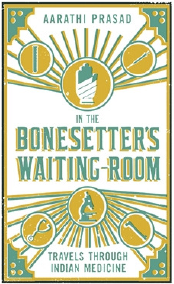 AARATHI PRASAD
IN THE
BONESETTER'S
WAITING-ROOM
TRAVELS THROUGH
INDIAN MEDICINE